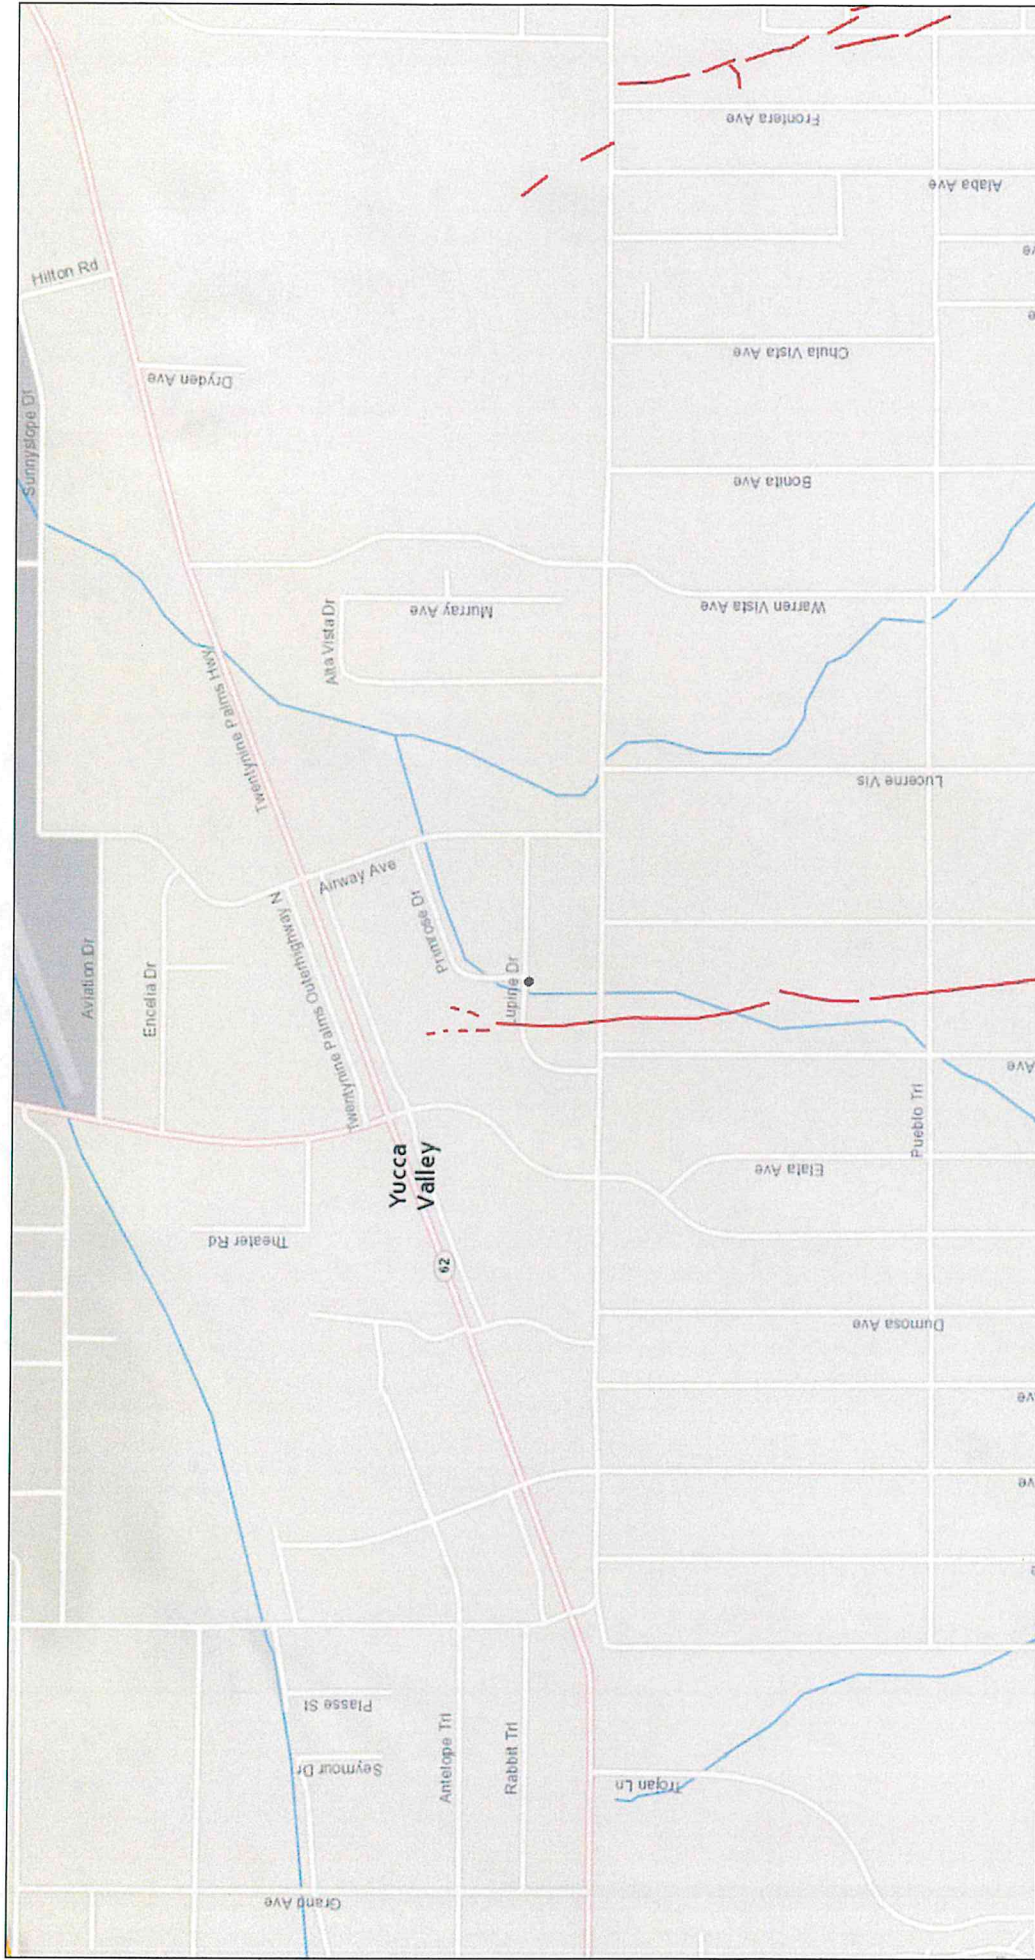 Frontera Ave
Alaba Ave
Hilton Rd
Chula Vista Ave
Dryden Ave
Sunnyslope Dr
Bonita Ave
Alta Vista Dr
Murray Ave
Warren Vista Ave
Twentynine Palms Hwy
Lucerne Vis
Airway Ave
Primrose Dr
Twentynine Palms Outerhighway N
Aviation Dr
Encelia Dr
Lupine Dr
Ave
Pueblo Trl
Yucca
Valley
Elata Ave
Theater Rd
62
Dumosa Ave
Plasse St
Seymour Dr
Antelope Trl
Rabbit Trl
Trojan Ln
Grand Ave